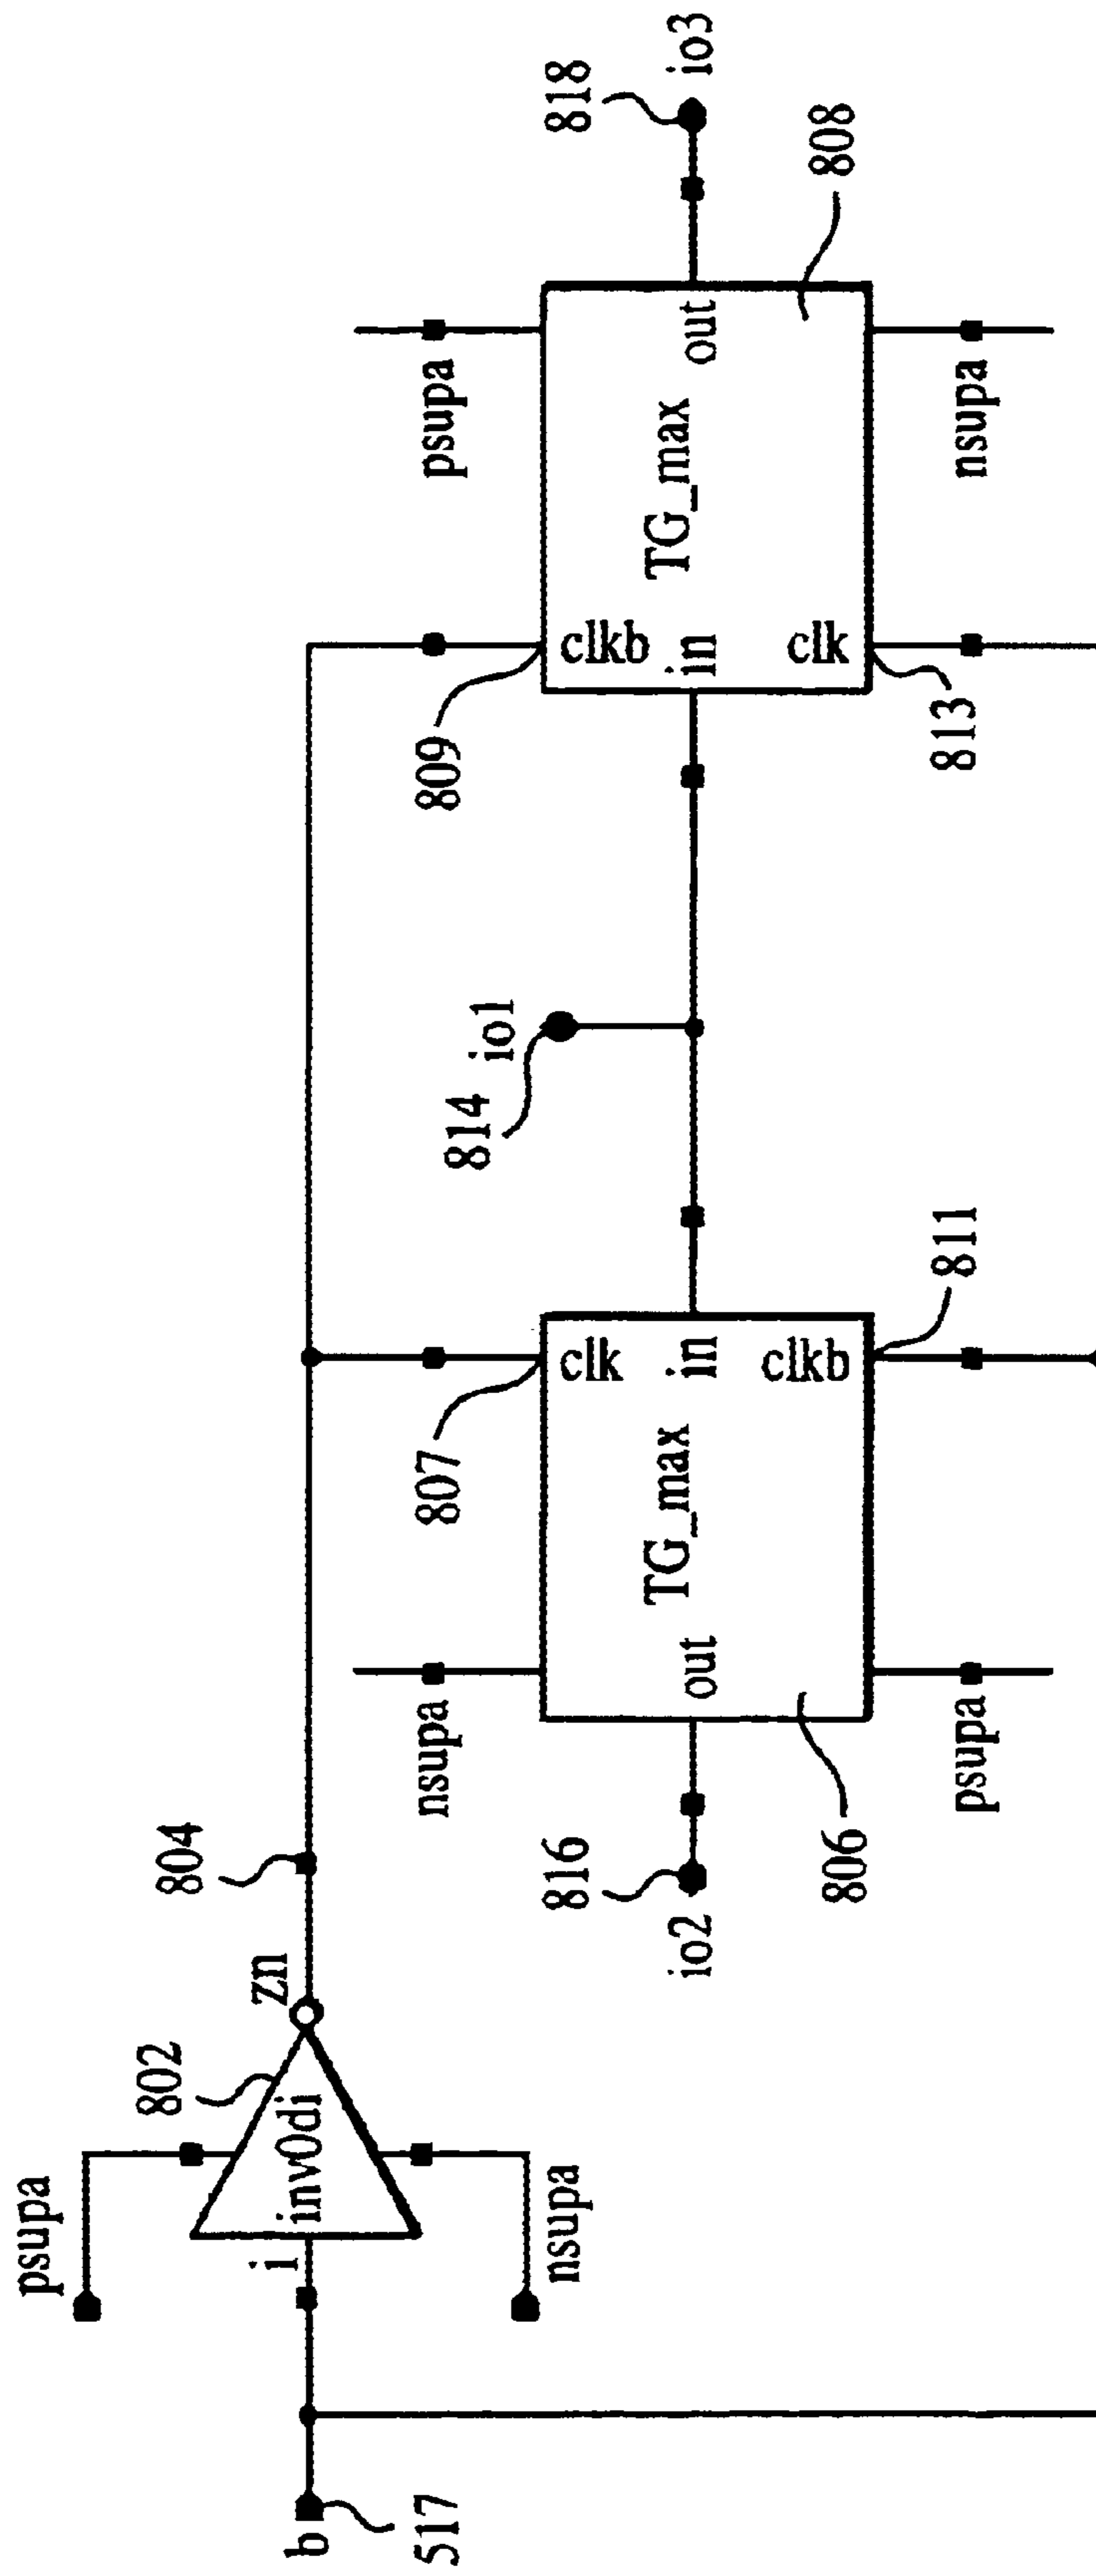 psupa
802
804
b
517
i
inv0di
zn
nsupa
nsupa
807
809
psupa
816
io2
out
TG_max
clk
in
clkb
814
io1
clkb
in
clk
TG_max
out
818
io3
806
psupa
811
813
nsupa
808